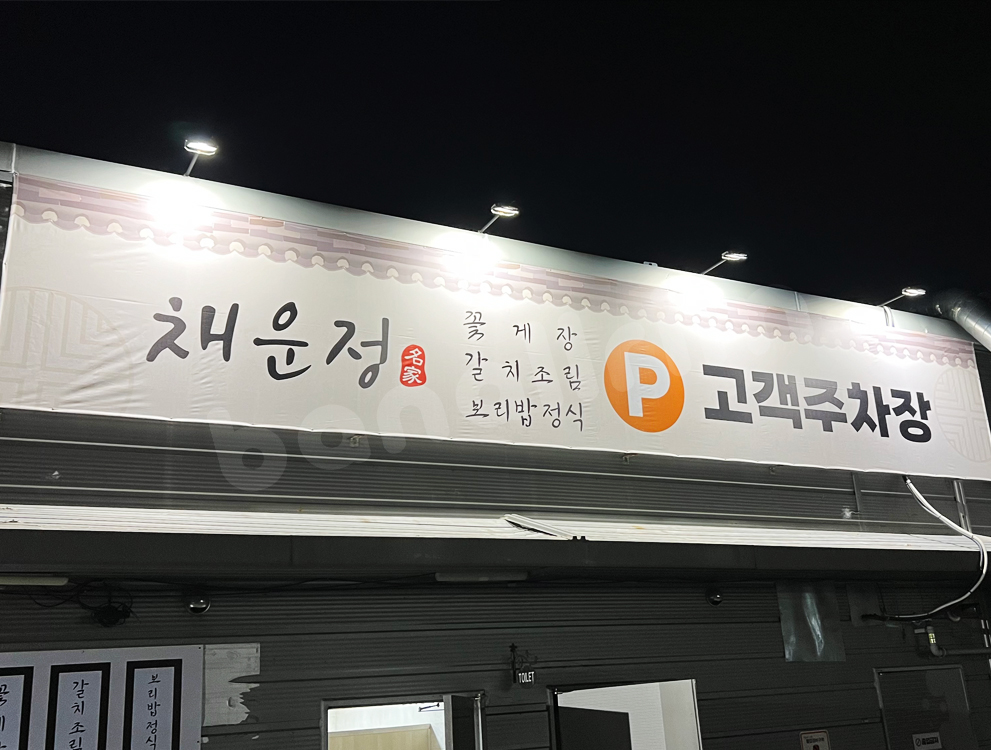 채운정
名家
꽃게장
갈치조림
보리밥정식
P 고객주차장
TOILET
갈치조림
보리밥정식